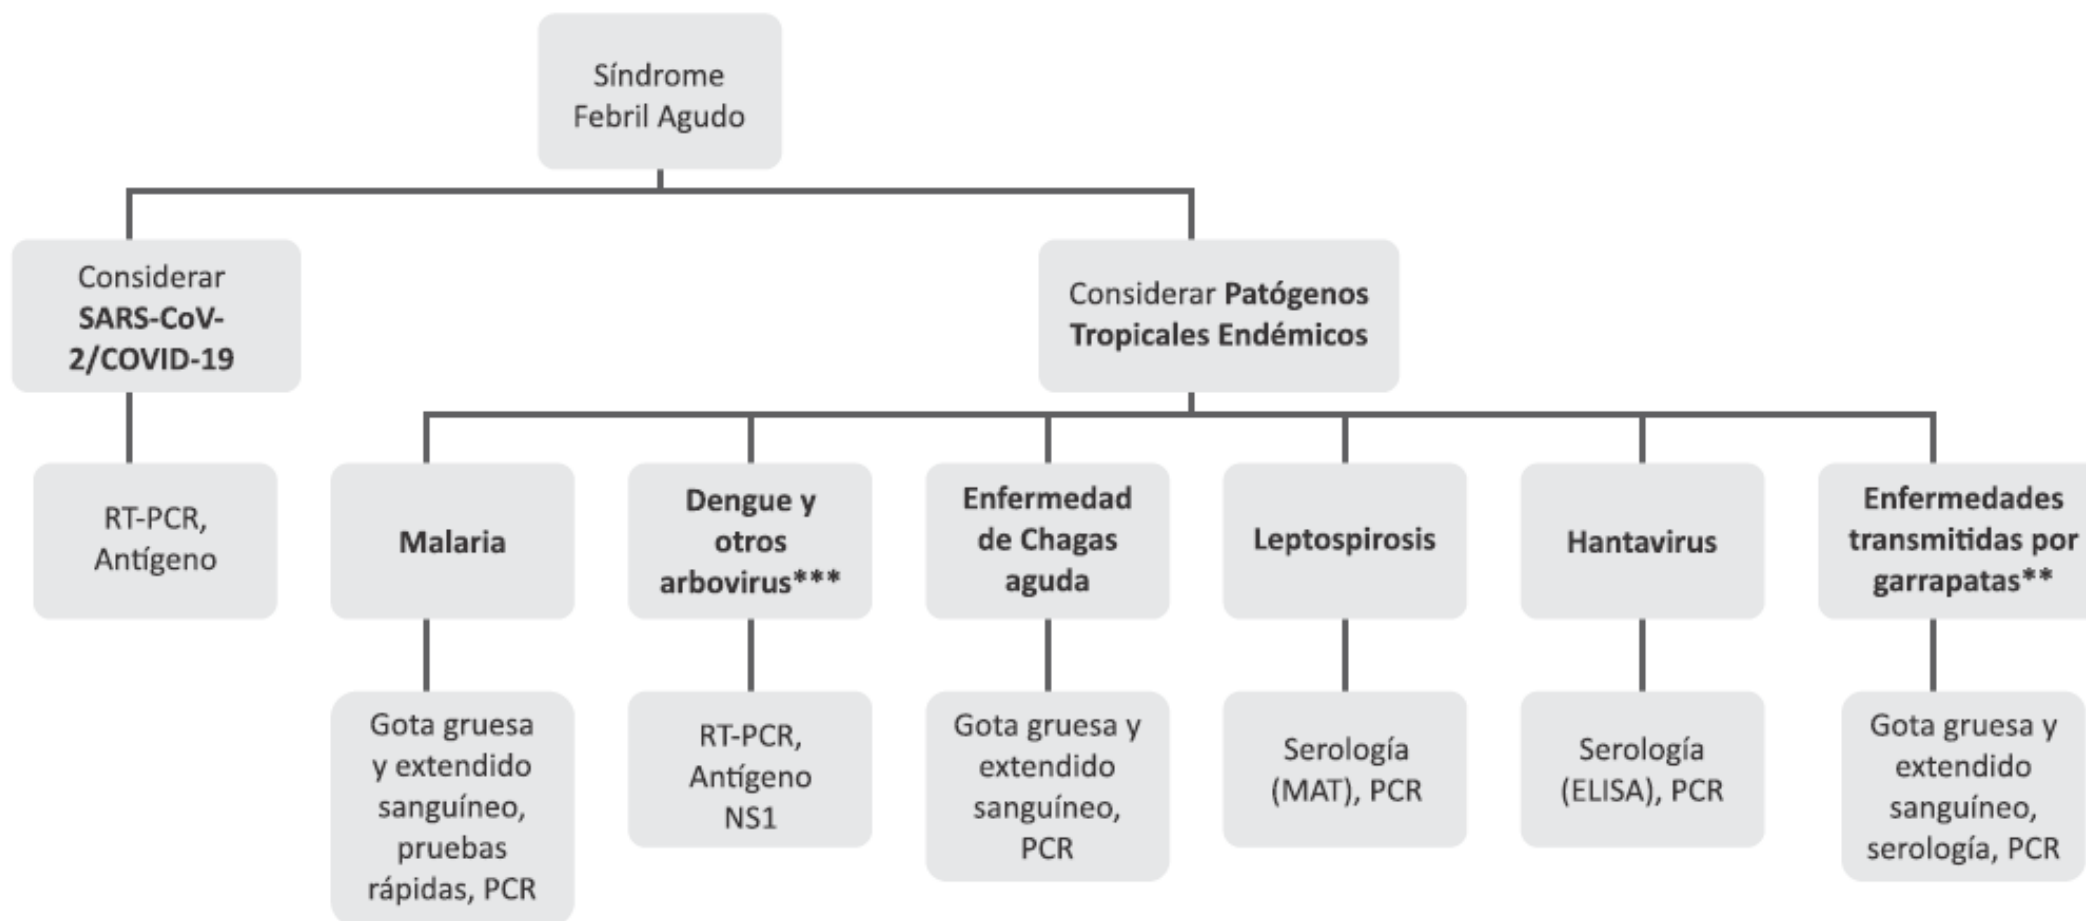 Síndrome
Febril Agudo
Considerar
SARS-CoV-
2/COVID-19
Considerar Patógenos
Tropicales Endémicos
RT-PCR,
Antígeno
Malaria
Dengue y
otros
arbovirus***
Enfermedad
de Chagas
aguda
Leptospirosis
Hantavirus
Enfermedades
transmitidas por
garrapatas**
Gota gruesa
y extendido
sanguíneo,
pruebas
rápidas, PCR
RT-PCR,
Antígeno
NS1
Gota gruesa y
extendido
sanguíneo,
PCR
Serología
(MAT), PCR
Serología
(ELISA), PCR
Gota gruesa y
extendido
sanguíneo,
serología, PCR